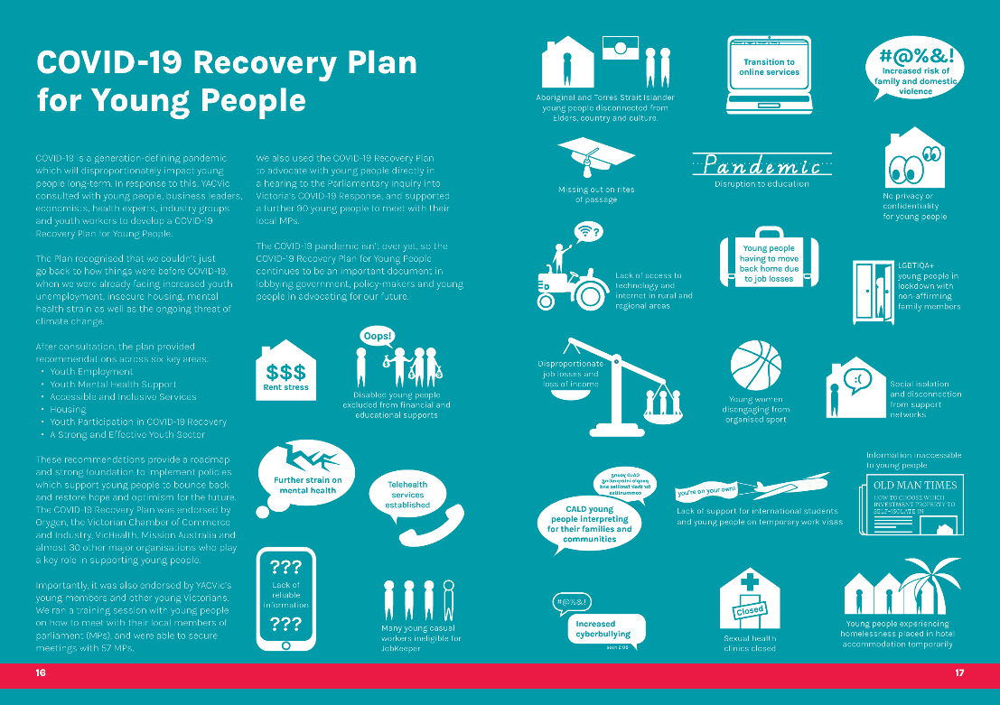 COVID-19 Recovery Plan
for Young People
COVID-19 is a generation-defining pandemic
which will disproportionately impact young
people long-term. In response to this, YACVic
consulted with young people, business leaders,
economists, health experts, industry groups
and youth workers to develop a COVID-19
Recovery Plan for Young People.
The Plan recognised that we couldn't just
go back to how things were before COVID-19,
when we were already facing increased youth
unemployment, insecure housing, mental
health strain as well as the ongoing threat of
climate change.
After consultation, the plan provided
recommendations across six key areas:
• Youth Employment
• Youth Mental Health Support
• Accessible and Inclusive Services
• Housing
• Youth Participation in COVID-19 Recovery
• A Strong and Effective Youth Sector
These recommendations provide a roadmap
and strong foundation to implement policies
which support young people to bounce back
and restore hope and optimism for the future.
The COVID-19 Recovery Plan was endorsed by
Orygen, the Victorian Chamber of Commerce
and Industry, VicHealth, Mission Australia and
almost 30 other major organisations who play
a key role in supporting young people.
Importantly, it was also endorsed by YACVic's
young members and other young Victorians.
We ran a training session with young people
on how to meet with their local members of
parliament (MPs), and were able to secure
meetings with 57 MPs.
We also used the COVID-19 Recovery Plan
to advocate with young people directly in
a hearing to the Parliamentary Inquiry into
Victoria's COVID-19 Response, and supported
a further 90 young people to meet with their
local MPs.
The COVID-19 pandemic isn't over yet, so the
COVID-19 Recovery Plan for Young People
continues to be an important document in
lobbying government, policy-makers and young
people in advocating for our future.
$$$
Rent stress
Oops!
Disabled young people
excluded from financial and
educational supports
Further strain on
mental health
Telehealth
services
established
???
Lack of
reliable
information
???
Many young casual
workers ineligible for
JobKeeper
16
Aboriginal and Torres Strait Islander
young people disconnected from
Elders, country and culture.
Transition to
online services
#@%&!
Increased risk of
family and domestic
violence
Missing out on rites
of passage
Pandemic
Disruption to education
No privacy or
confidentiality
for young people
?
Lack of access to
technology and
internet in rural and
regional areas
Young people
having to move
back home due
to job losses
LGBTIQA+
young people in
lockdown with
non-affirming
family members
Disproportionate
job losses and
loss of income
Young women
disengaging from
organised sport
:(
Social isolation
and disconnection
from support
networks
CALD young
people interpreting
for their families and
communities
CALD young
people interpreting
for their families and
communities
you're on your own!
Lack of support for international students
and young people on temporary work visas
Information inaccessible
to young people
OLD MAN TIMES
HOW TO CHOOSE WHICH
INVESTMENT PROPERTY TO
SELF-ISOLATE IN
#@%&!
Increased
cyberbullying
seen 2:00
Closed
Sexual health
clinics closed
Young people experiencing
homelessness placed in hotel
accommodation temporarily
17